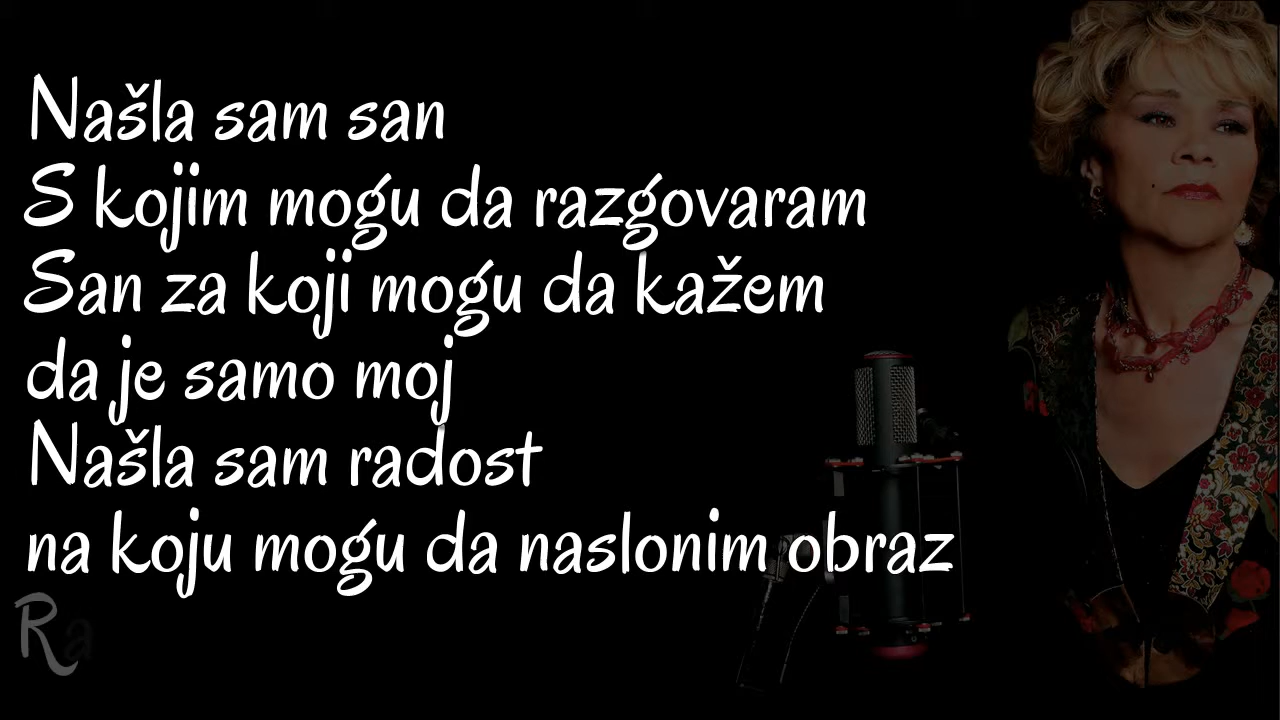 Našla sam san
S kojim mogu da razgovaram
San za koji mogu da kažem
da je samo moj
Našla sam radost
na koju mogu da naslonim obraz
Ra